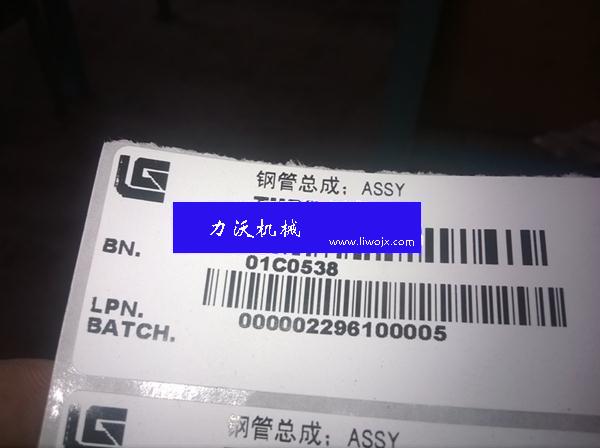 钢管总成; ASSY
力沃机械
www.liwojx.com
BN.
01C0538
LPN.
BATCH.
000002296100005
钢管总成; ASSY